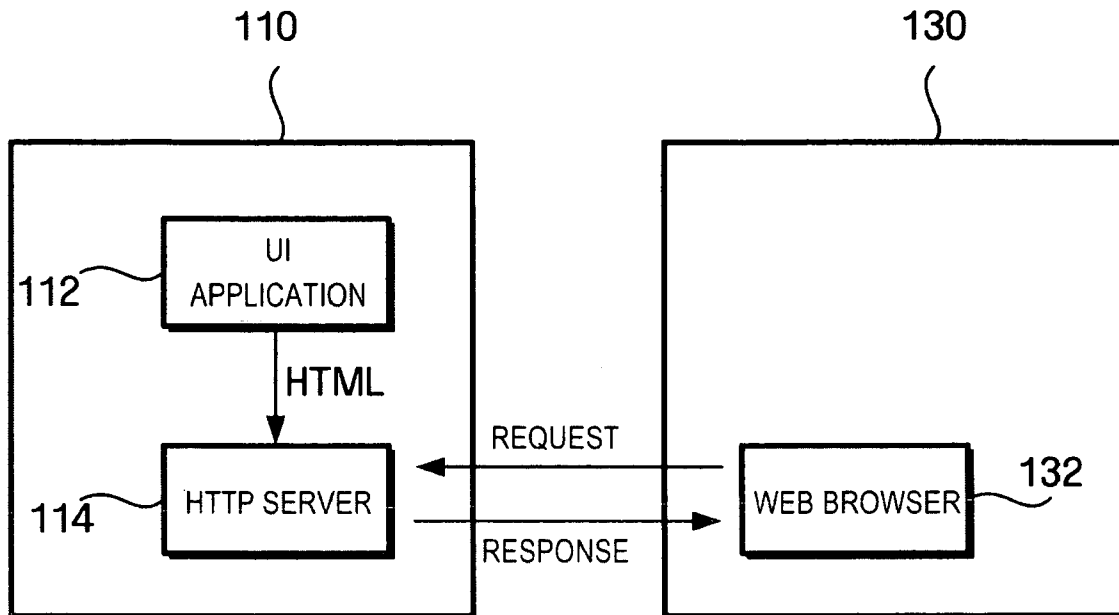 110
130
UI
APPLICATION
112
HTML
REQUEST
HTTP SERVER
114
WEB BROWSER
132
RESPONSE